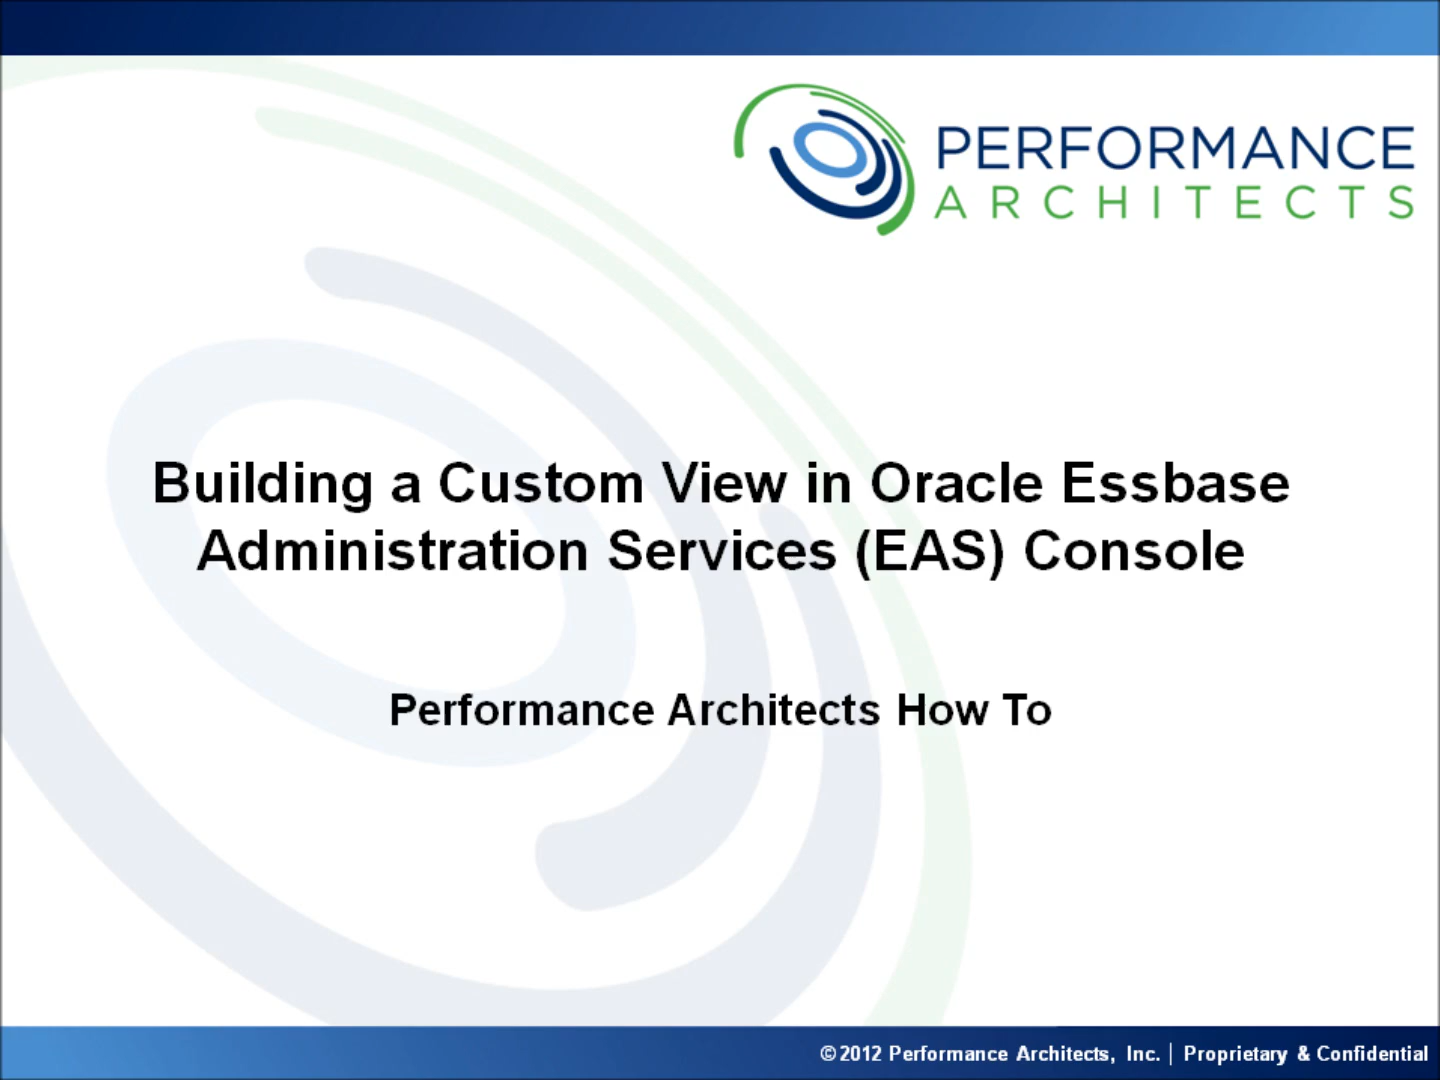 PERFORMANCE
ARCHITECTS
Building a Custom View in Oracle Essbase
Administration Services (EAS) Console
Performance Architects How To
©2012 Performance Architects, Inc. | Proprietary & Confidential